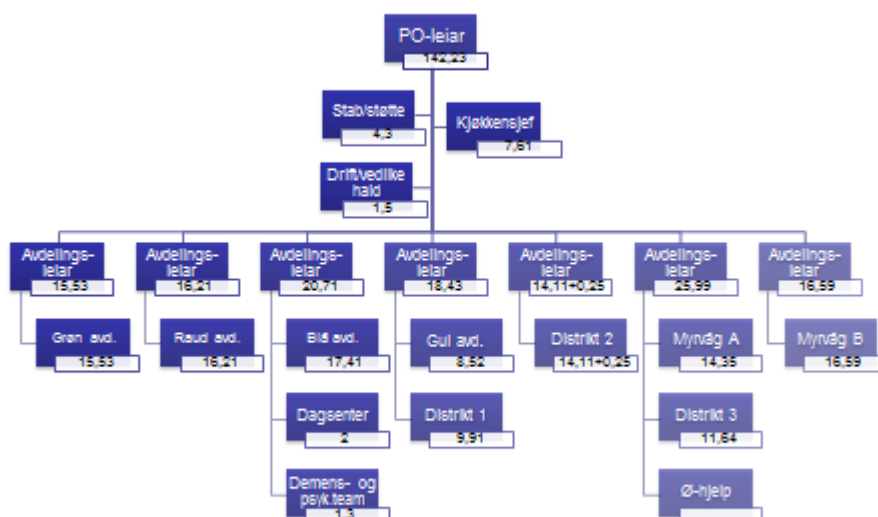 PO-leiar
142,23
Stab/støtte
4,3
Kjøkkensjef
7,61
Drift/vedlike
hald
1,5
Avdelings-
leiar
15,53
Avdelings-
leiar
16,21
Avdelings-
leiar
20,71
Avdelings-
leiar
18,43
Avdelings-
leiar
14,11+0,25
Avdelings-
leiar
25,99
Avdelings-
leiar
16,59
Grøn avd.
15,53
Raud avd.
16,21
Blå avd.
17,41
Gul avd.
8,52
Distrikt 2
14,11+0,25
Myrvåg A
14,35
Myrvåg B
16,59
Dagsenter
2
Distrikt 1
9,91
Distrikt 3
11,64
Demens- og
psyk.team
1,3
Ø-hjelp